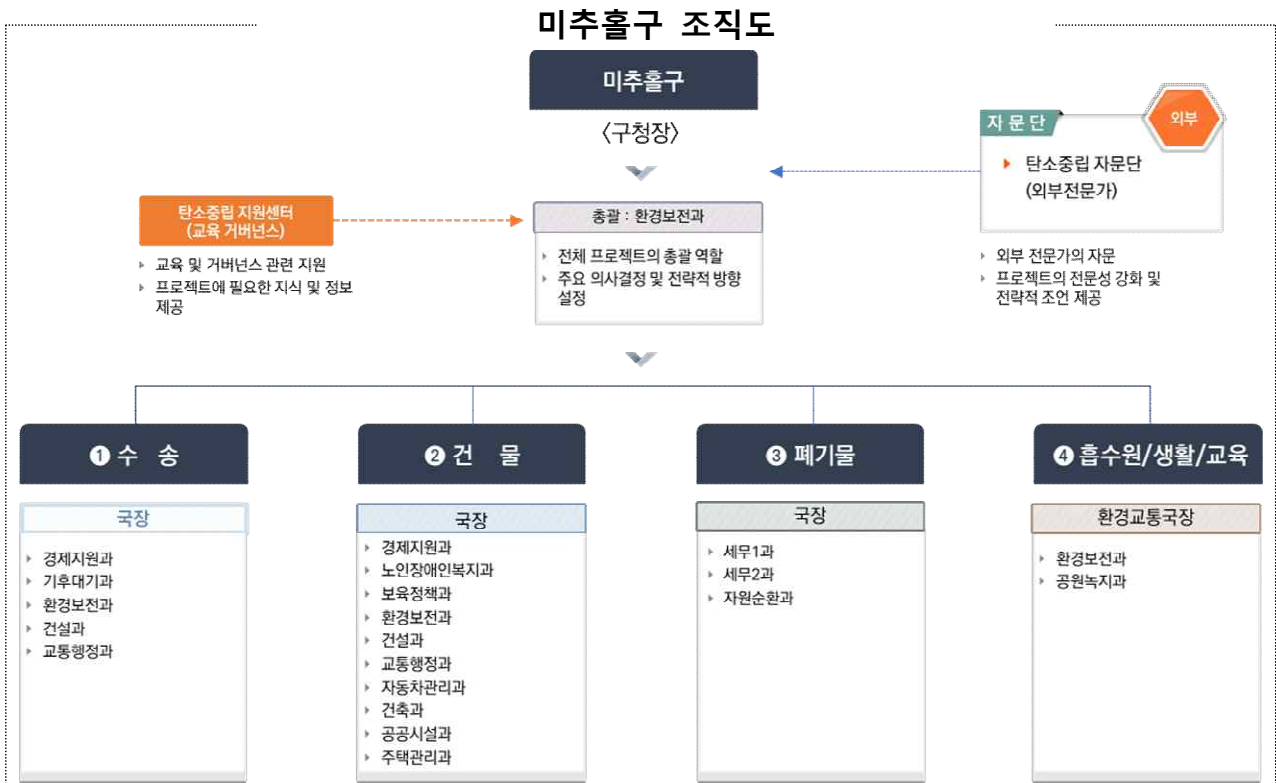 미추홀구 조직도
미추홀구
〈구청장〉
자문단
외부
탄소중립 자문단
(외부전문가)
탄소중립 지원센터
(교육 거버넌스)
총괄 : 환경보전과
교육 및 거버넌스 관련 지원
프로젝트에 필요한 지식 및 정보
제공
전체 프로젝트의 총괄 역할
주요 의사결정 및 전략적 방향
설정
외부 전문가의 자문
프로젝트의 전문성 강화 및
전략적 조언 제공
❶ 수 송
국장
경제지원과
기후대기과
환경보전과
건설과
교통행정과
❷ 건 물
국장
경제지원과
노인장애인복지과
보육정책과
환경보전과
건설과
교통행정과
자동차관리과
건축과
공공시설과
주택관리과
❸ 폐기물
국장
세무1과
세무2과
자원순환과
❹ 흡수원/생활/교육
환경교통국장
환경보전과
공원녹지과